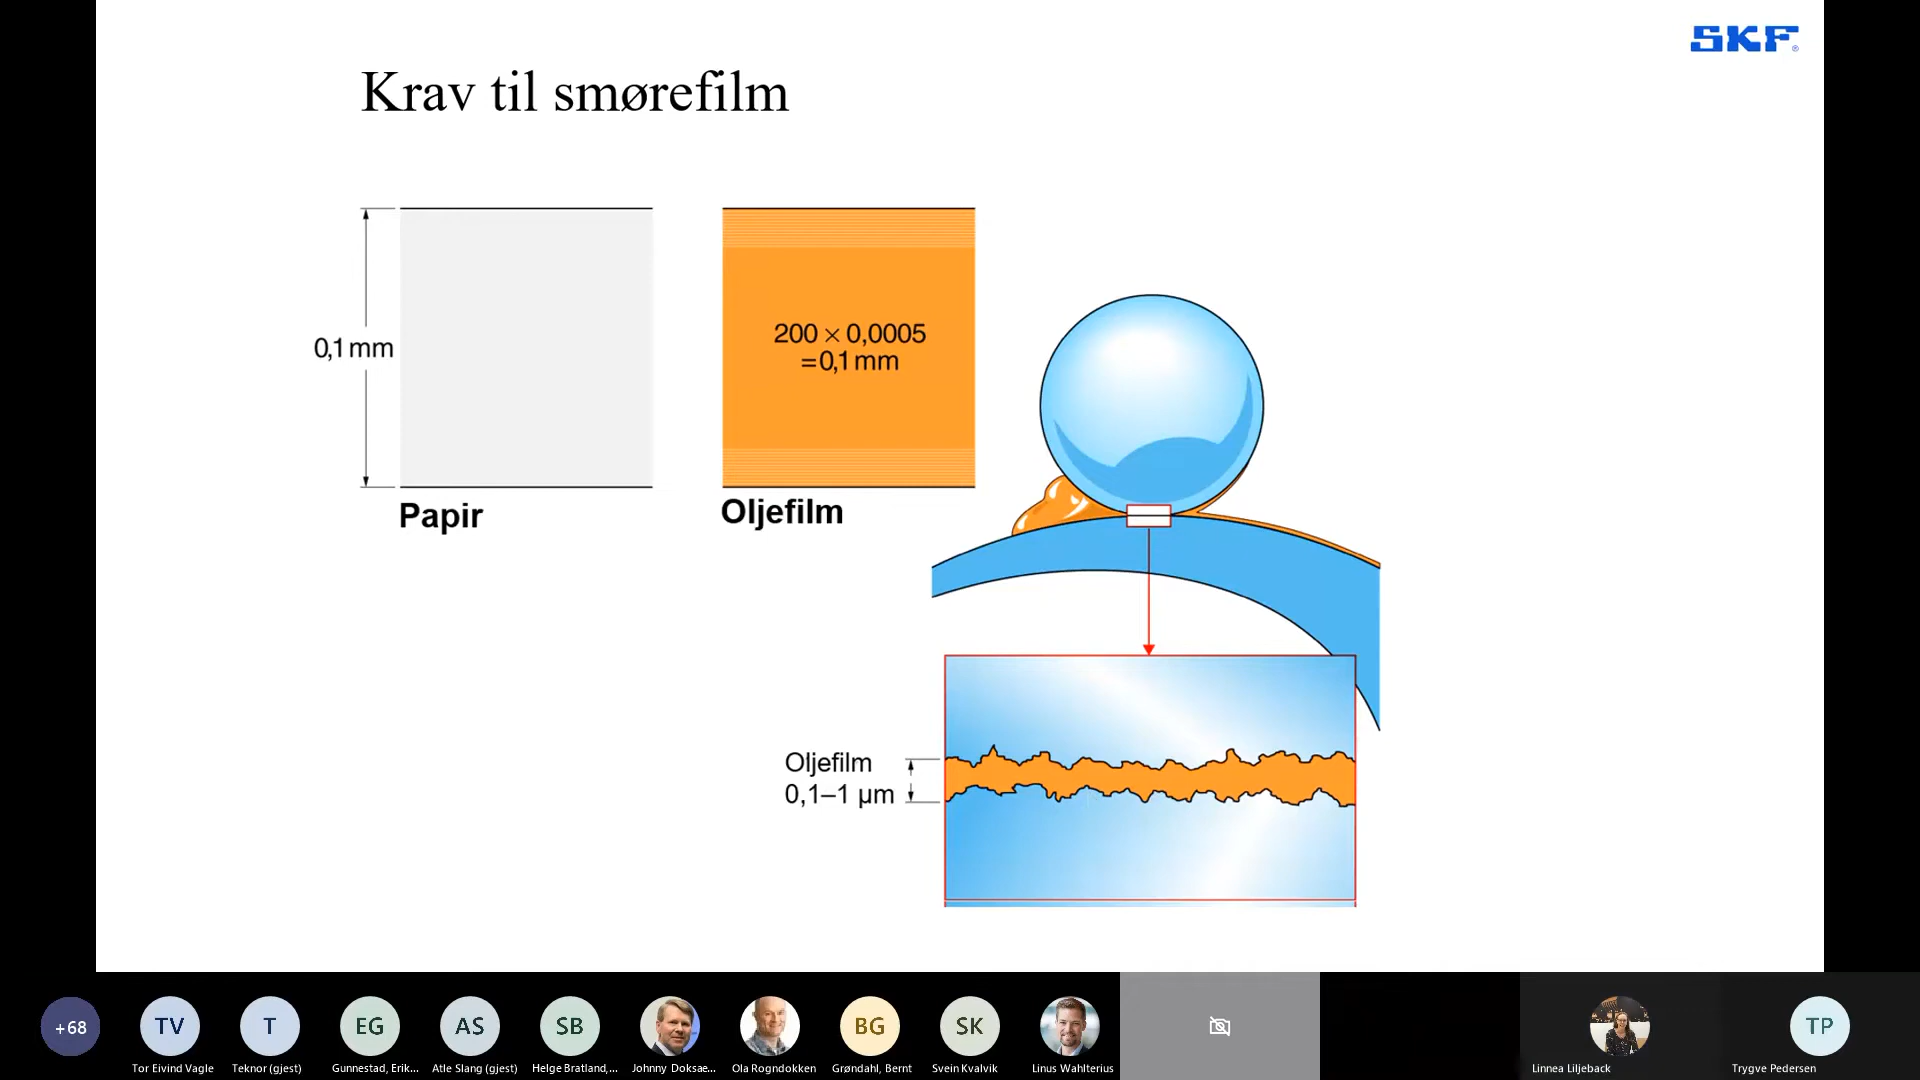 SKF
Krav til smørefilm
0,1 mm
200 × 0,0005
=0,1 mm
Papir
Oljefilm
Oljefilm
0,1–1 µm
+68
TV
T
EG
AS
SB
BG
SK
TP
Tor Eivind Vagle
Teknor (gjest)
Gunnestad, Erik...
Atle Slang (gjest)
Helge Bratland,...
Johnny Doksae...
Ola Rogndokken
Grøndahl, Bernt
Svein Kvalvik
Linus Wahlterius
Linnea Liljeback
Trygve Pedersen